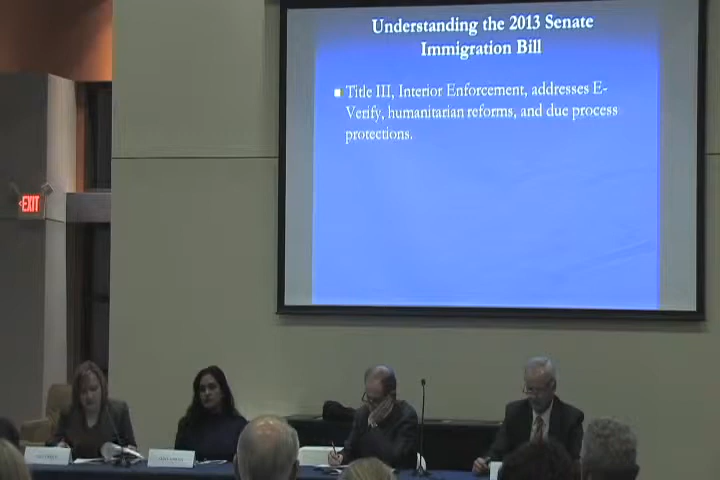 Understanding the 2013 Senate
Immigration Bill
Title III, Interior Enforcement, addresses E-
Verify, humanitarian reforms, and due process
protections.
EXIT